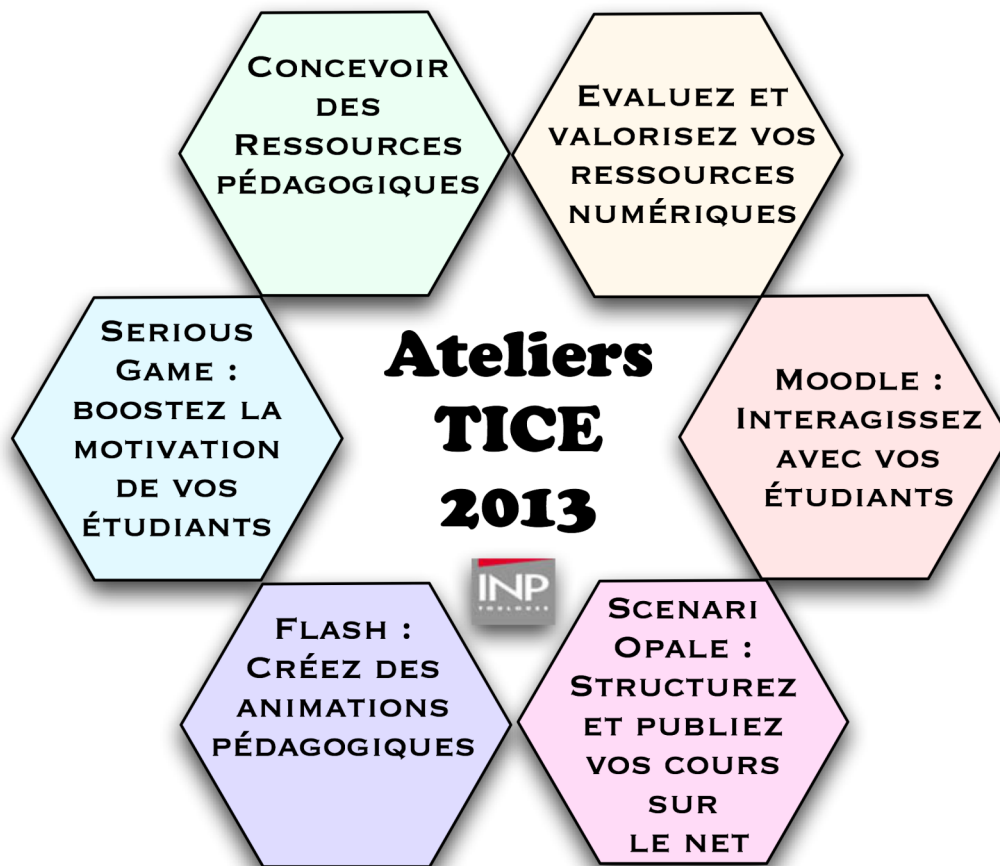 CONCEVOIR
DES
RESSOURCES
PÉDAGOGIQUES
EVALUEZ ET
VALORISEZ VOS
RESSOURCES
NUMÉRIQUES
SERIOUS
GAME :
BOOSTEZ LA
MOTIVATION
DE VOS
ÉTUDIANTS
Ateliers
TICE
2013
INP
TOULOUSE
MOODLE :
INTERAGISSEZ
AVEC VOS
ÉTUDIANTS
FLASH :
CRÉEZ DES
ANIMATIONS
PÉDAGOGIQUES
SCENARI
OPALE :
STRUCTUREZ
ET PUBLIEZ
VOS COURS
SUR
LE NET